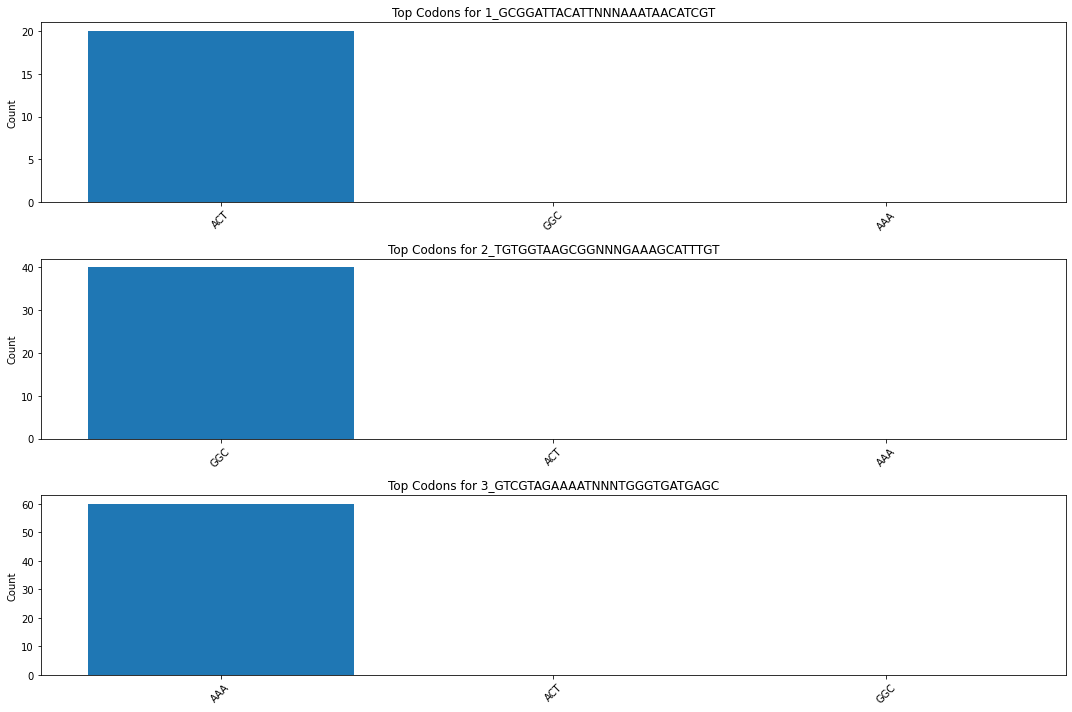 Top Codons for 1_GCGGATTACATTNNNAAATAACATCGT
20
15
10
5
0
Count
ACT GGC AAA
Top Codons for 2_TGTGGTAAGCGGNNNGAAAGCATTTGT
40
30
20
10
0
Count
GGC ACT AAA
Top Codons for 3_GTCGTAGAAAATNNNTGGGTGATGAGC
60
50
40
30
20
10
0
Count
AAA ACT GGC